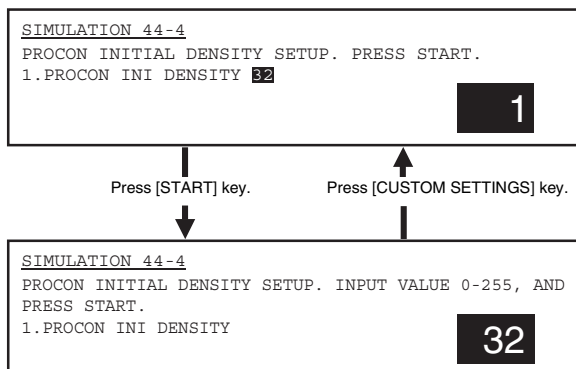 SIMULATION 44-4
PROCON INITIAL DENSITY SETUP. PRESS START.
1.PROCON INI DENSITY 32
1
Press [START] key.
Press [CUSTOM SETTINGS] key.
SIMULATION 44-4
PROCON INITIAL DENSITY SETUP. INPUT VALUE 0-255, AND
PRESS START.
1.PROCON INI DENSITY
32